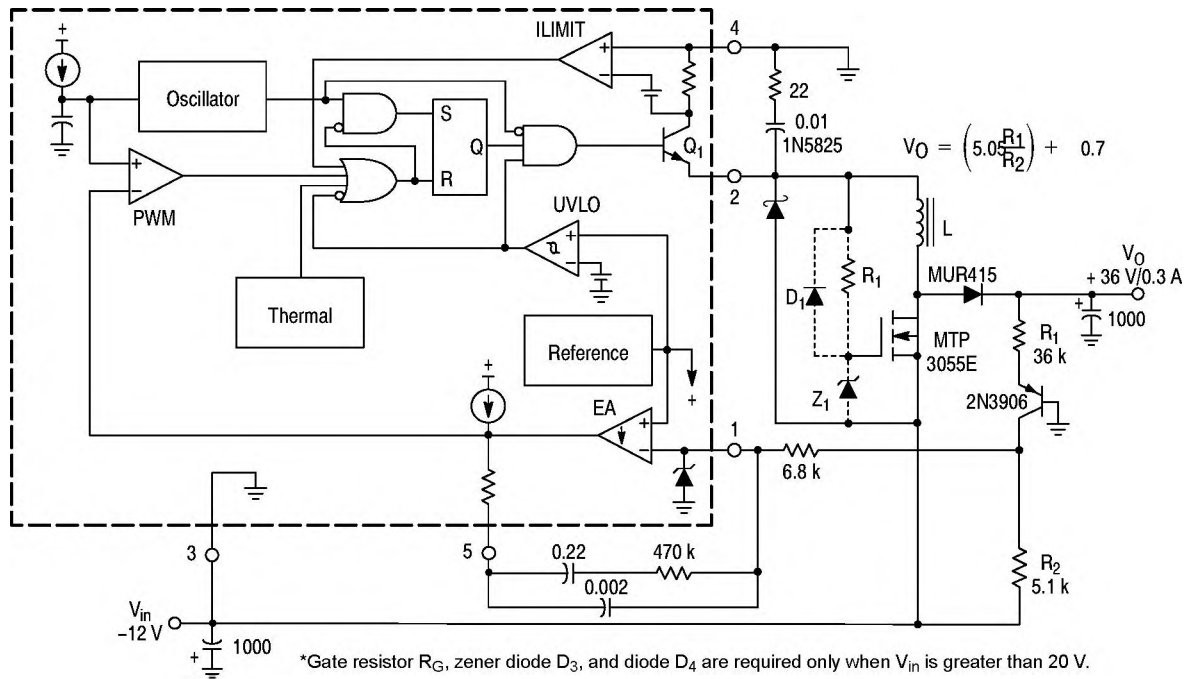 ILIMIT
4
+
Oscillator
22
0.01
1N5825
S
Q
R
Q1
VO = (5.05 R1/R2) + 0.7
PWM
2
UVLO
L
Thermal
D1
R1
MUR415
VO
+ 36 V/0.3 A
1000
MTP
3055E
R1
36 k
Reference
Z1
2N3906
EA
1
6.8 k
3
5
0.22
470 k
0.002
R2
5.1 k
Vin
–12 V
1000
*Gate resistor RG, zener diode D3, and diode D4 are required only when Vin is greater than 20 V.